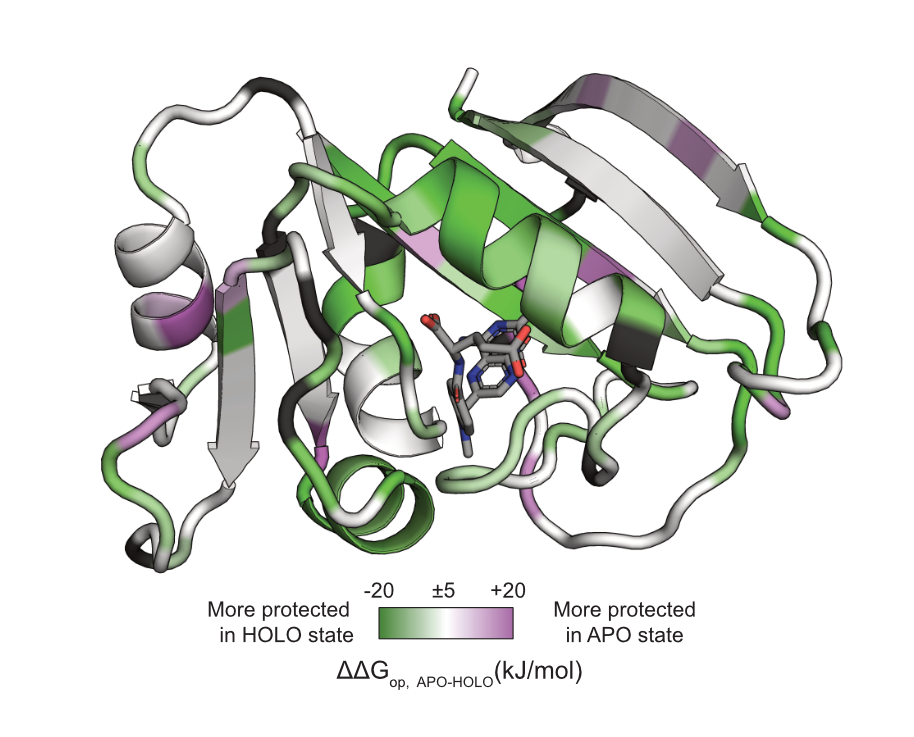 -20 ±5 +20
More protected in HOLO state
More protected in APO state
ΔΔGop, APO-HOLO(kJ/mol)